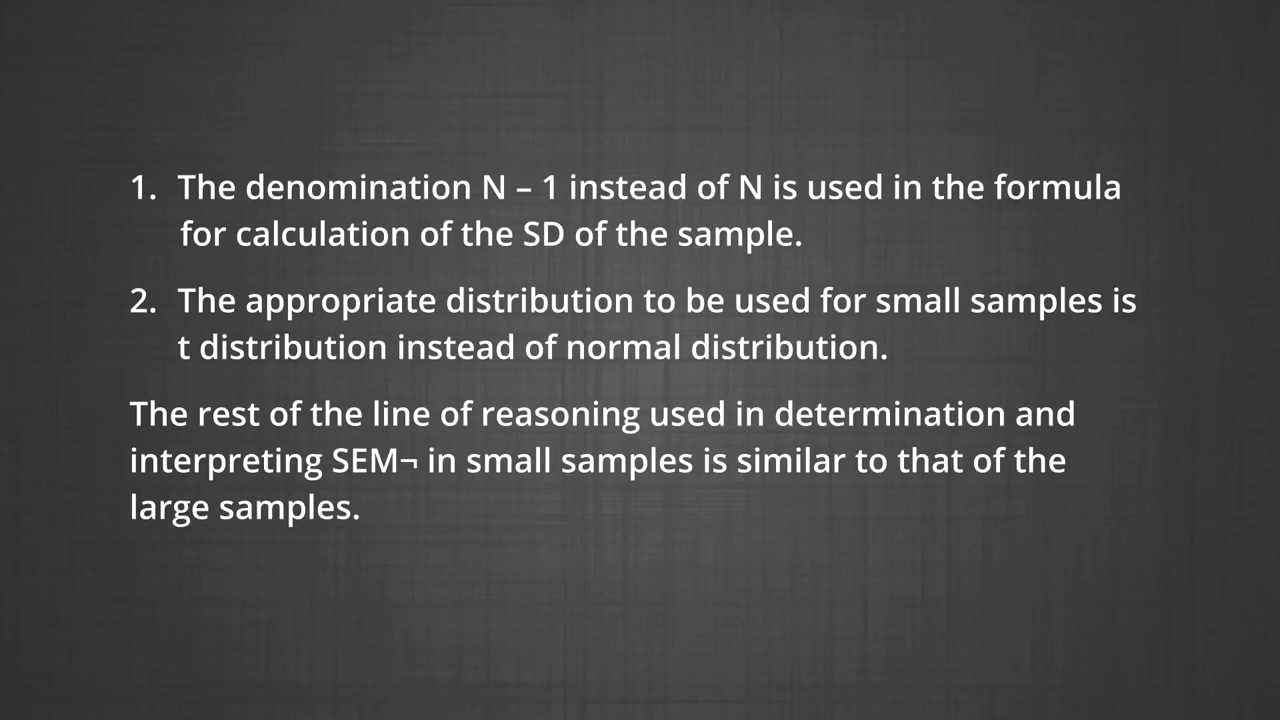 1. The denomination N – 1 instead of N is used in the formula
for calculation of the SD of the sample.
2. The appropriate distribution to be used for small samples is
t distribution instead of normal distribution.
The rest of the line of reasoning used in determination and
interpreting SEM¬ in small samples is similar to that of the
large samples.